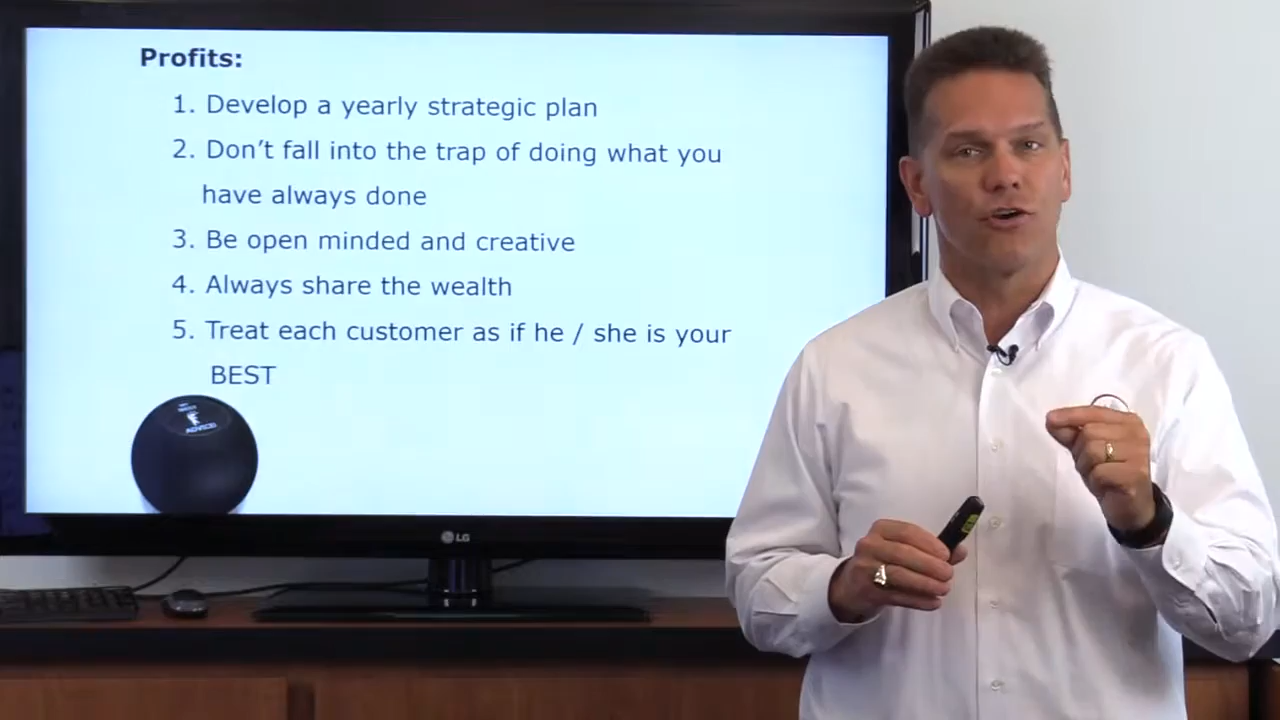 Profits:
1. Develop a yearly strategic plan
2. Don't fall into the trap of doing what you
have always done
3. Be open minded and creative
4. Always share the wealth
5. Treat each customer as if he / she is your
BEST
BEST
ADVICE!
LG